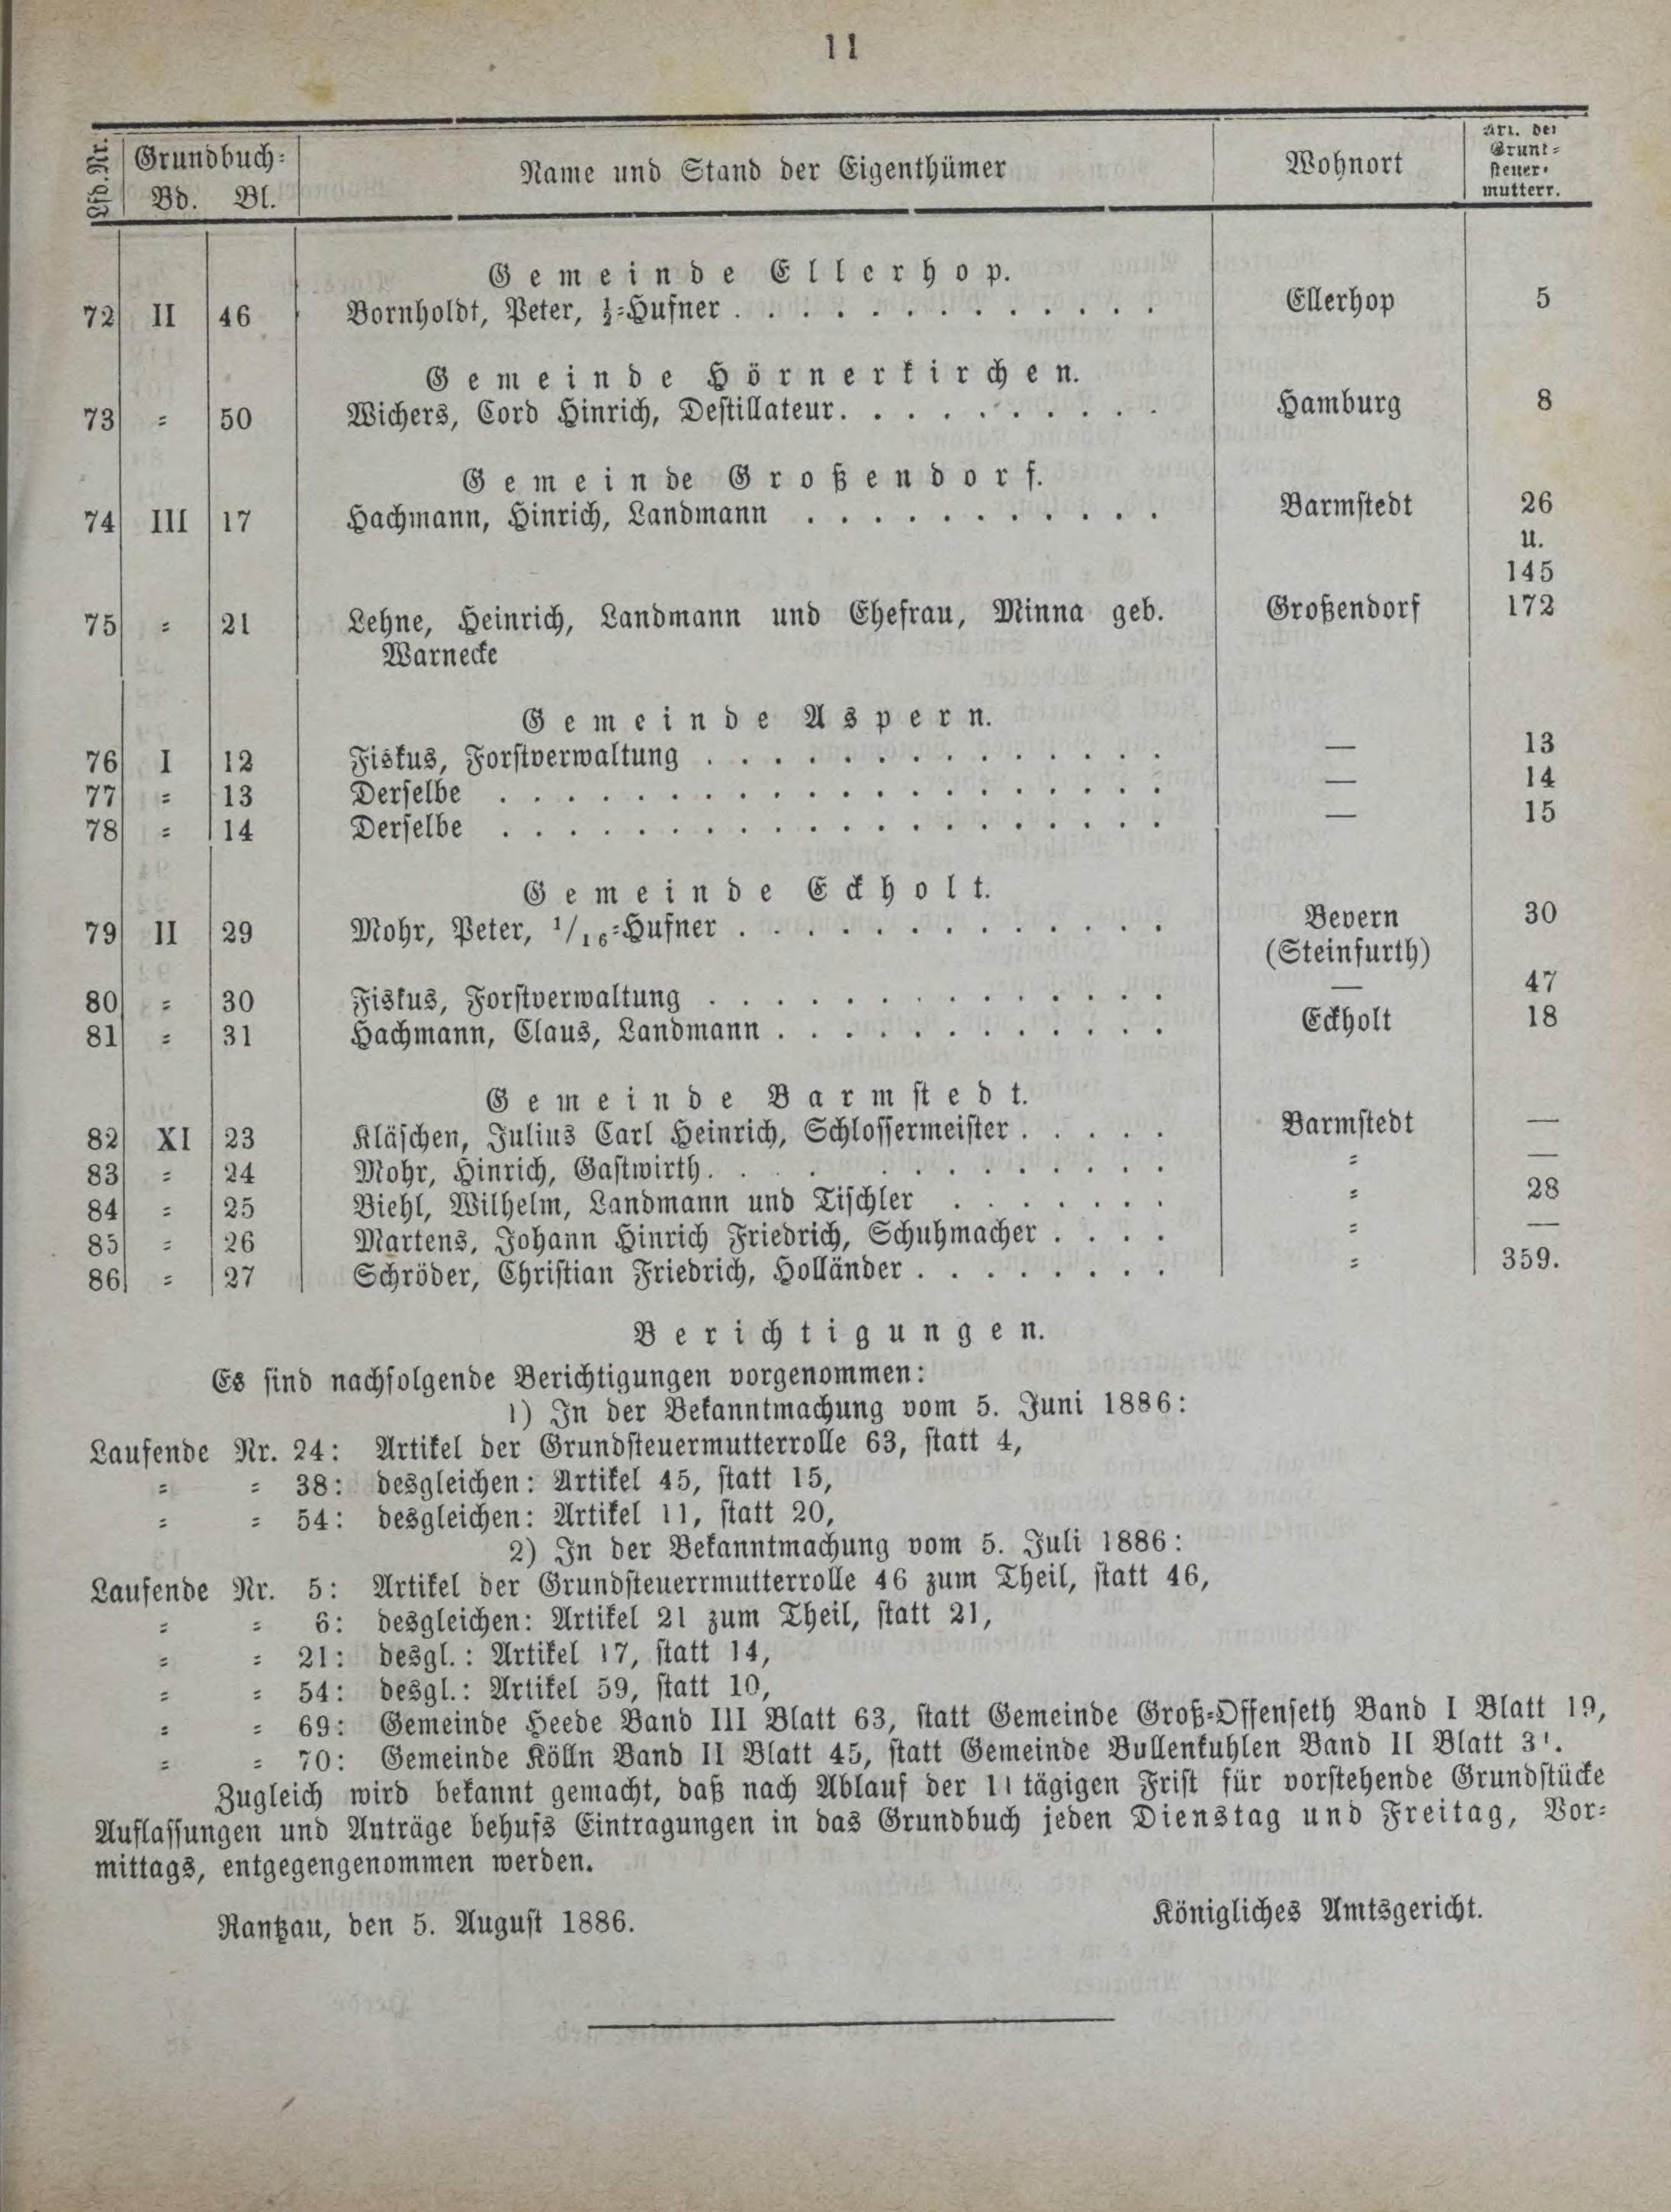 11
Lfd.Nr. Grundbuch= Name und Stand der Eigenthümer Wohnort Art. der Grunt= steuer= mutterr.
Bd. Bl.
Gemeinde Ellerhop.
72 II 46 Bornholdt, Peter, ½=Hufner . . . . . . . . . . . . . Ellerhop 5
Gemeinde Hörnerkirchen.
73 = 50 Wichers, Cord Hinrich, Destillateur. . . . . . . . . . Hamburg 8
Gemeinde Großendorf.
74 III 17 Hachmann, Hinrich, Landmann . . . . . . . . . . . Barmstedt 26
u.
145
75 = 21 Lehne, Heinrich, Landmann und Ehefrau, Minna geb. Großendorf 172
Warnecke
Gemeinde Aspern.
76 I 12 Fiskus, Forstverwaltung . . . . . . . . . . . . . . — 13
77 = 13 Derselbe . . . . . . . . . . . . . . . . . . . . — 14
78 = 14 Derselbe . . . . . . . . . . . . . . . . . . . . — 15
Gemeinde Eckholt.
79 II 29 Mohr, Peter, 1/16=Hufner . . . . . . . . . . . . . Bevern 30
(Steinfurth)
80 = 30 Fiskus, Forstverwaltung . . . . . . . . . . . . . . — 47
81 = 31 Hachmann, Claus, Landmann . . . . . . . . . . . . Eckholt 18
Gemeinde Barmstedt.
82 XI 23 Kläschen, Julius Carl Heinrich, Schlossermeister . . . . . Barmstedt —
83 = 24 Mohr, Hinrich, Gastwirth. . . . . . . . . . . . = —
84 = 25 Biehl, Wilhelm, Landmann und Tischler . . . . . . . = 28
85 = 26 Martens, Johann Hinrich Friedrich, Schuhmacher . . . . = —
86 = 27 Schröder, Christian Friedrich, Holländer . . . . . . . . = 359.
Berichtigungen.
Es sind nachfolgende Berichtigungen vorgenommen:
1) In der Bekanntmachung vom 5. Juni 1886:
Laufende Nr. 24: Artikel der Grundsteuermutterrolle 63, statt 4,
= = 38: desgleichen: Artikel 45, statt 15,
= = 54: desgleichen: Artikel 11, statt 20,
2) In der Bekanntmachung vom 5. Juli 1886:
Laufende Nr. 5: Artikel der Grundsteuerrmutterrolle 46 zum Theil, statt 46,
= = 6: desgleichen: Artikel 21 zum Theil, statt 21,
= = 21: desgl.: Artikel 17, statt 14,
= = 54: desgl.: Artikel 59, statt 10,
= = 69: Gemeinde Heede Band III Blatt 63, statt Gemeinde Groß=Offenseth Band I Blatt 19,
= = 70: Gemeinde Kölln Band II Blatt 45, statt Gemeinde Bullenkuhlen Band II Blatt
Zugleich wird bekannt gemacht, daß nach Ablauf der tägigen Frist für vorstehende Grundstücke
Auflassungen und Anträge behufs Eintragungen in das Grundbuch jeden Dienstag und Freitag, Vor=
mittags, entgegengenommen werden.
Rantzau, den 5. August 1886. Königliches Amtsgericht.